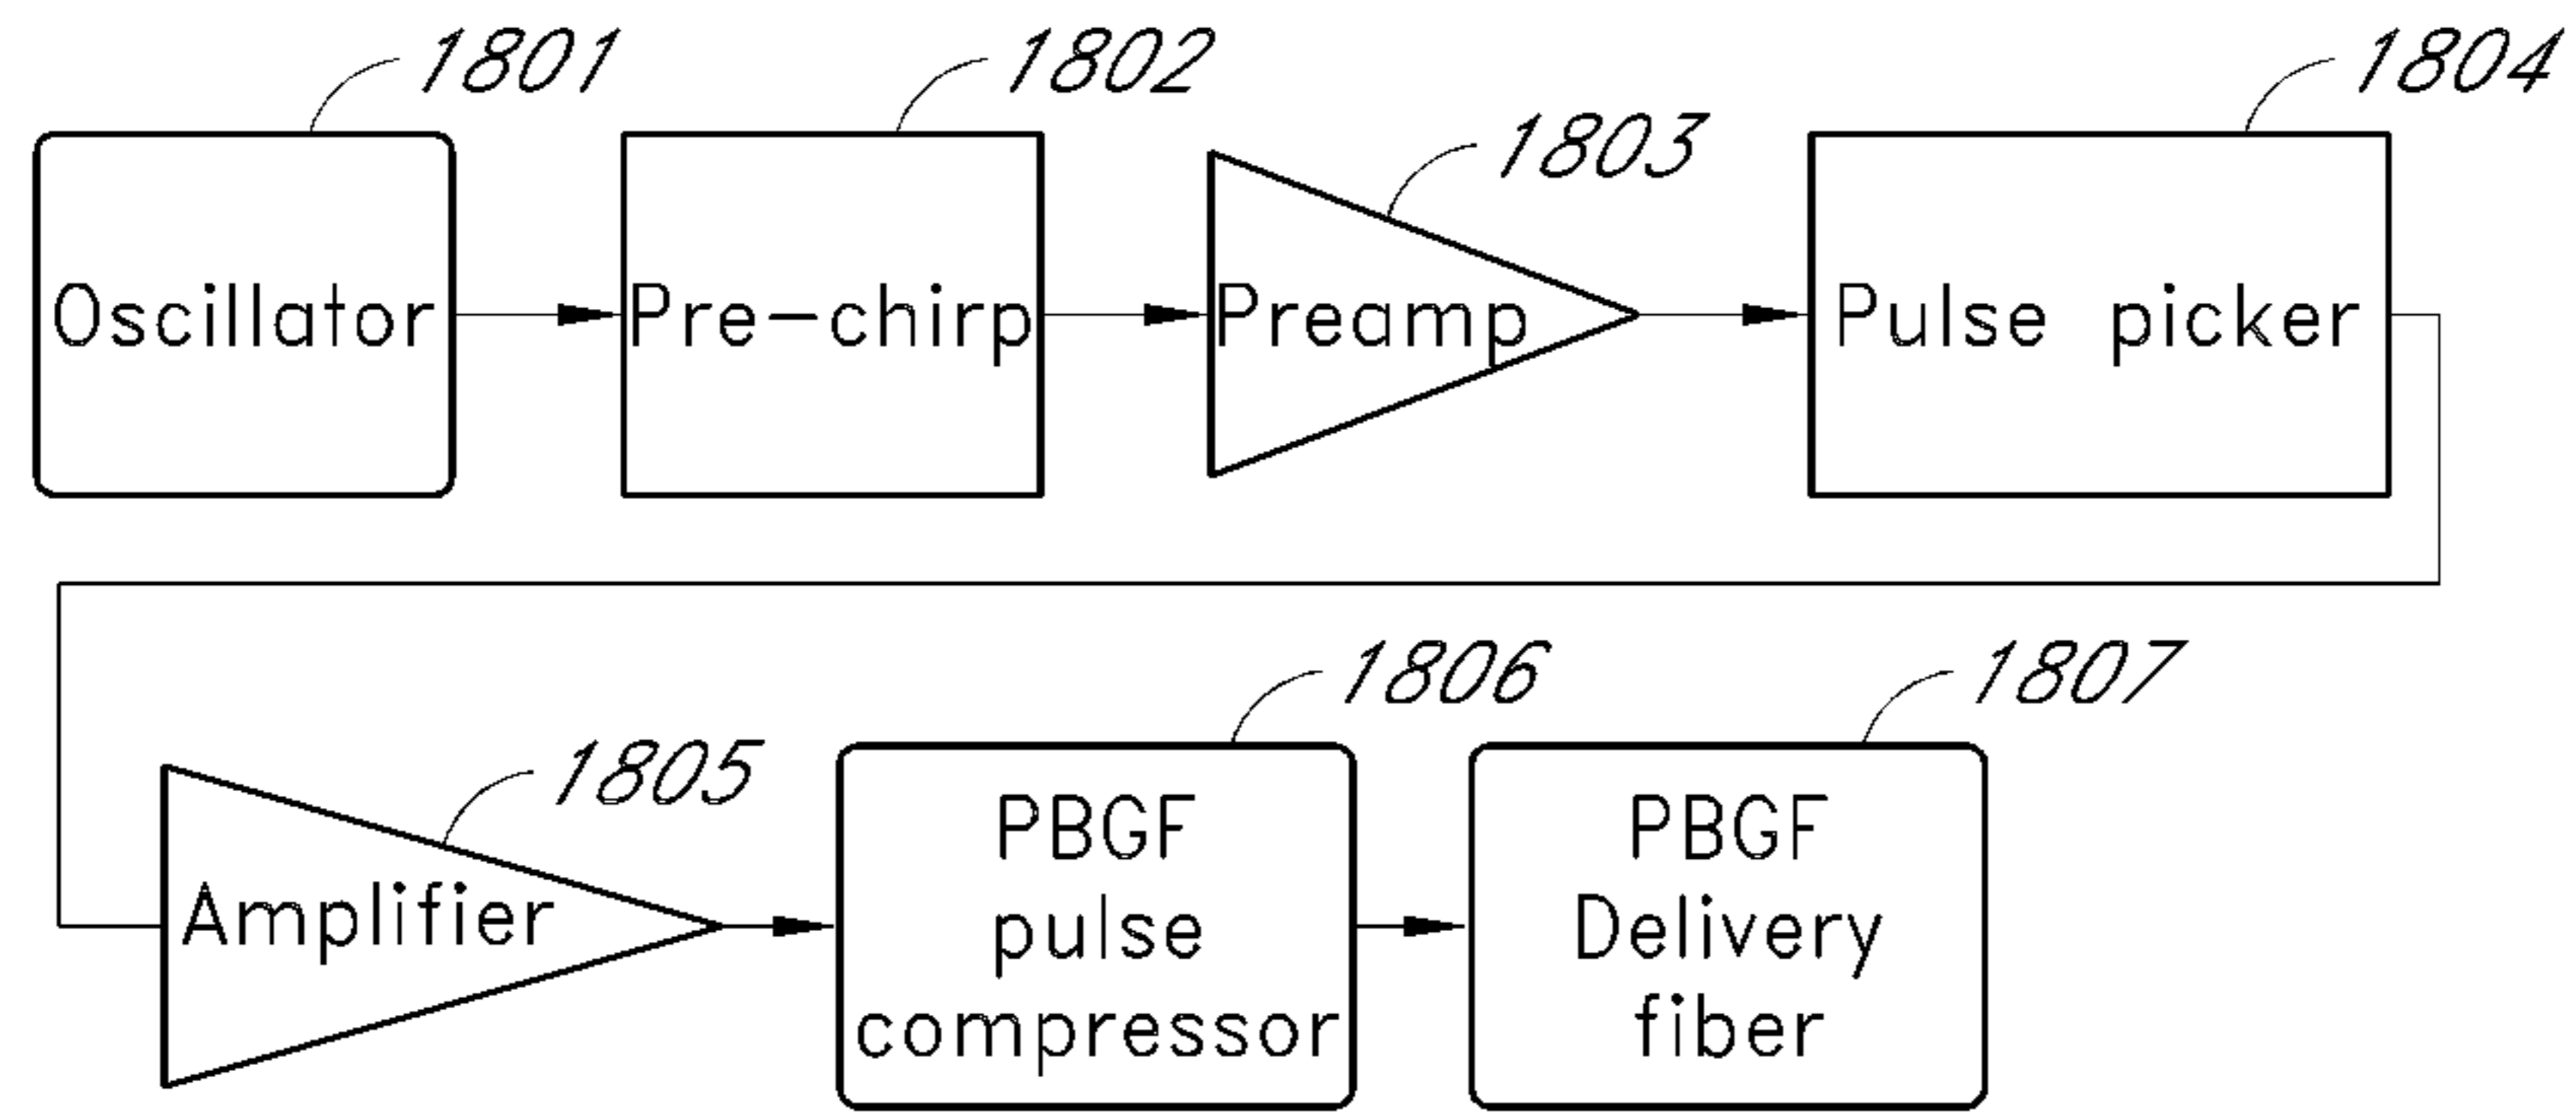 1801
1802
1803
1804
Oscillator
Pre-chirp
Preamp
Pulse picker
1805
1806
1807
Amplifier
PBGF
pulse
compressor
PBGF
Delivery
fiber